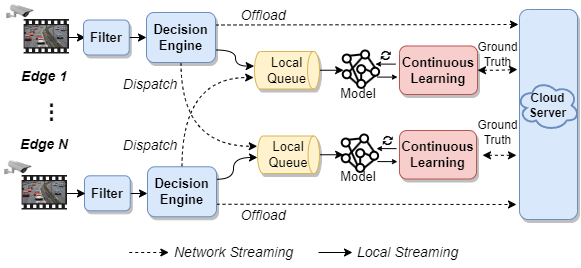 Offload
Filter
Decision
Engine
Local
Queue
Model
Continuous
Learning
Ground
Truth
Edge 1
Dispatch
Cloud
Server
Edge N
Dispatch
Filter
Decision
Engine
Local
Queue
Model
Continuous
Learning
Ground
Truth
Offload
Network Streaming
Local Streaming